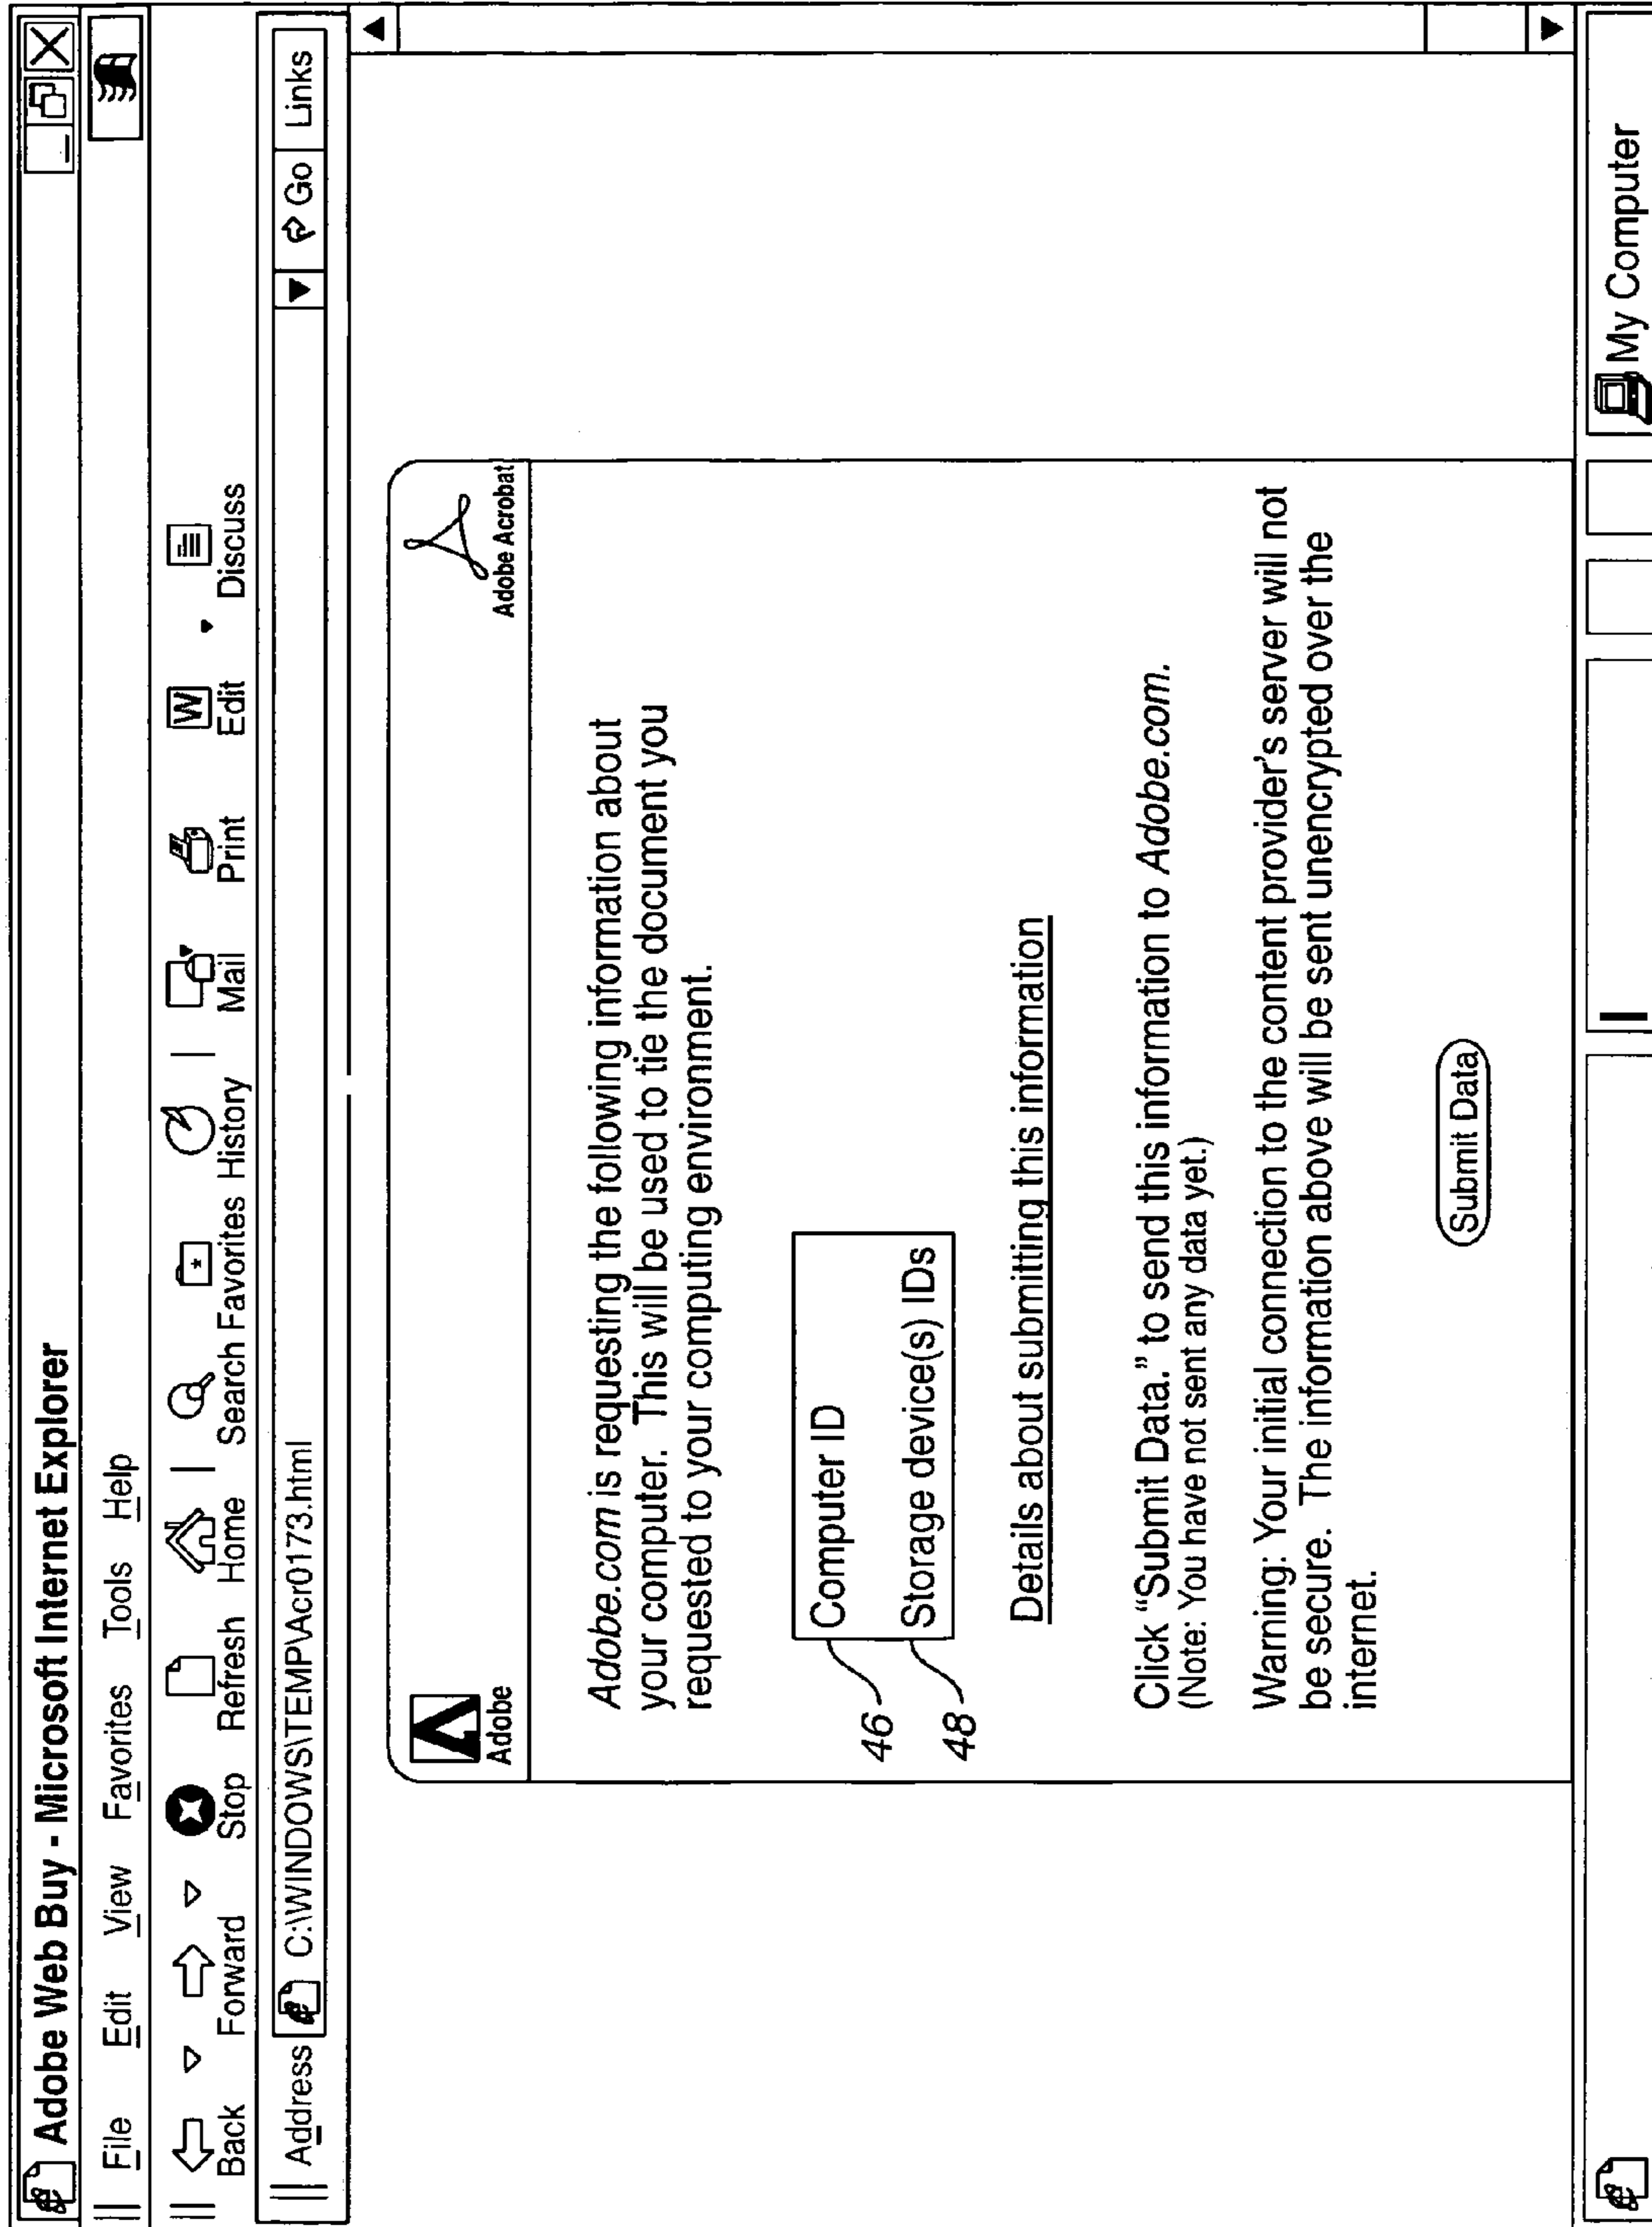 Adobe Web Buy - Microsoft Internet Explorer
File Edit View Favorites Tools Help
Back Forward Stop Refresh Home Search Favorites History Mail Print Edit Discuss
Address C:\WINDOWS\TEMP\Acr0173.html Go Links
Adobe
Adobe Acrobat
Adobe.com is requesting the following information about
your computer. This will be used to tie the document you
requested to your computing environment.
46 Computer ID
48 Storage device(s) IDs
Details about submitting this information
Click “Submit Data.” to send this information to Adobe.com.
(Note: You have not sent any data yet.)
Warning: Your initial connection to the content provider's server will not
be secure. The information above will be sent unencrypted over the
internet.
Submit Data
My Computer